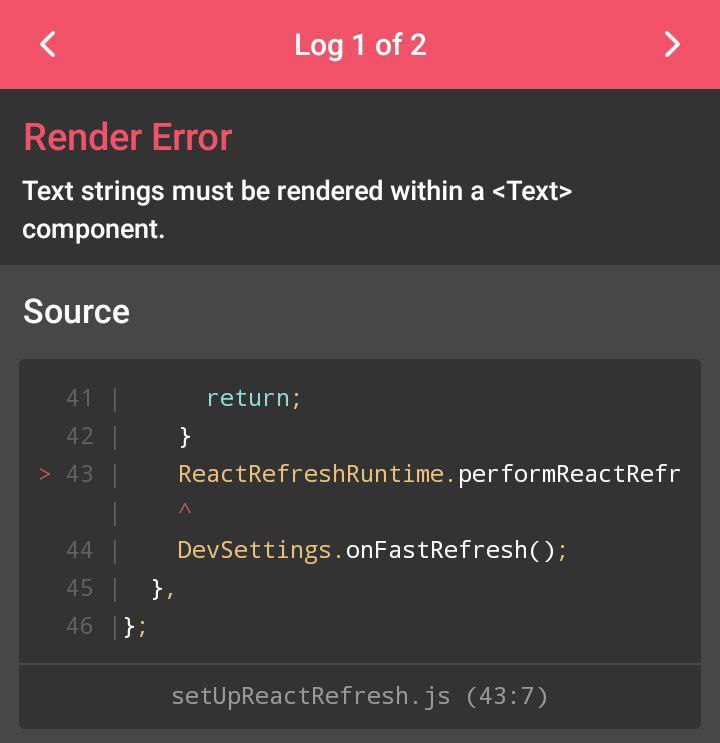 Log 1 of 2
Render Error
Text strings must be rendered within a <Text>
component.
Source
41 |      return;
42 |    }
> 43 |    ReactRefreshRuntime.performReactRefr
|    ^
44 |    DevSettings.onFastRefresh();
45 |  },
46 |};
setUpReactRefresh.js (43:7)